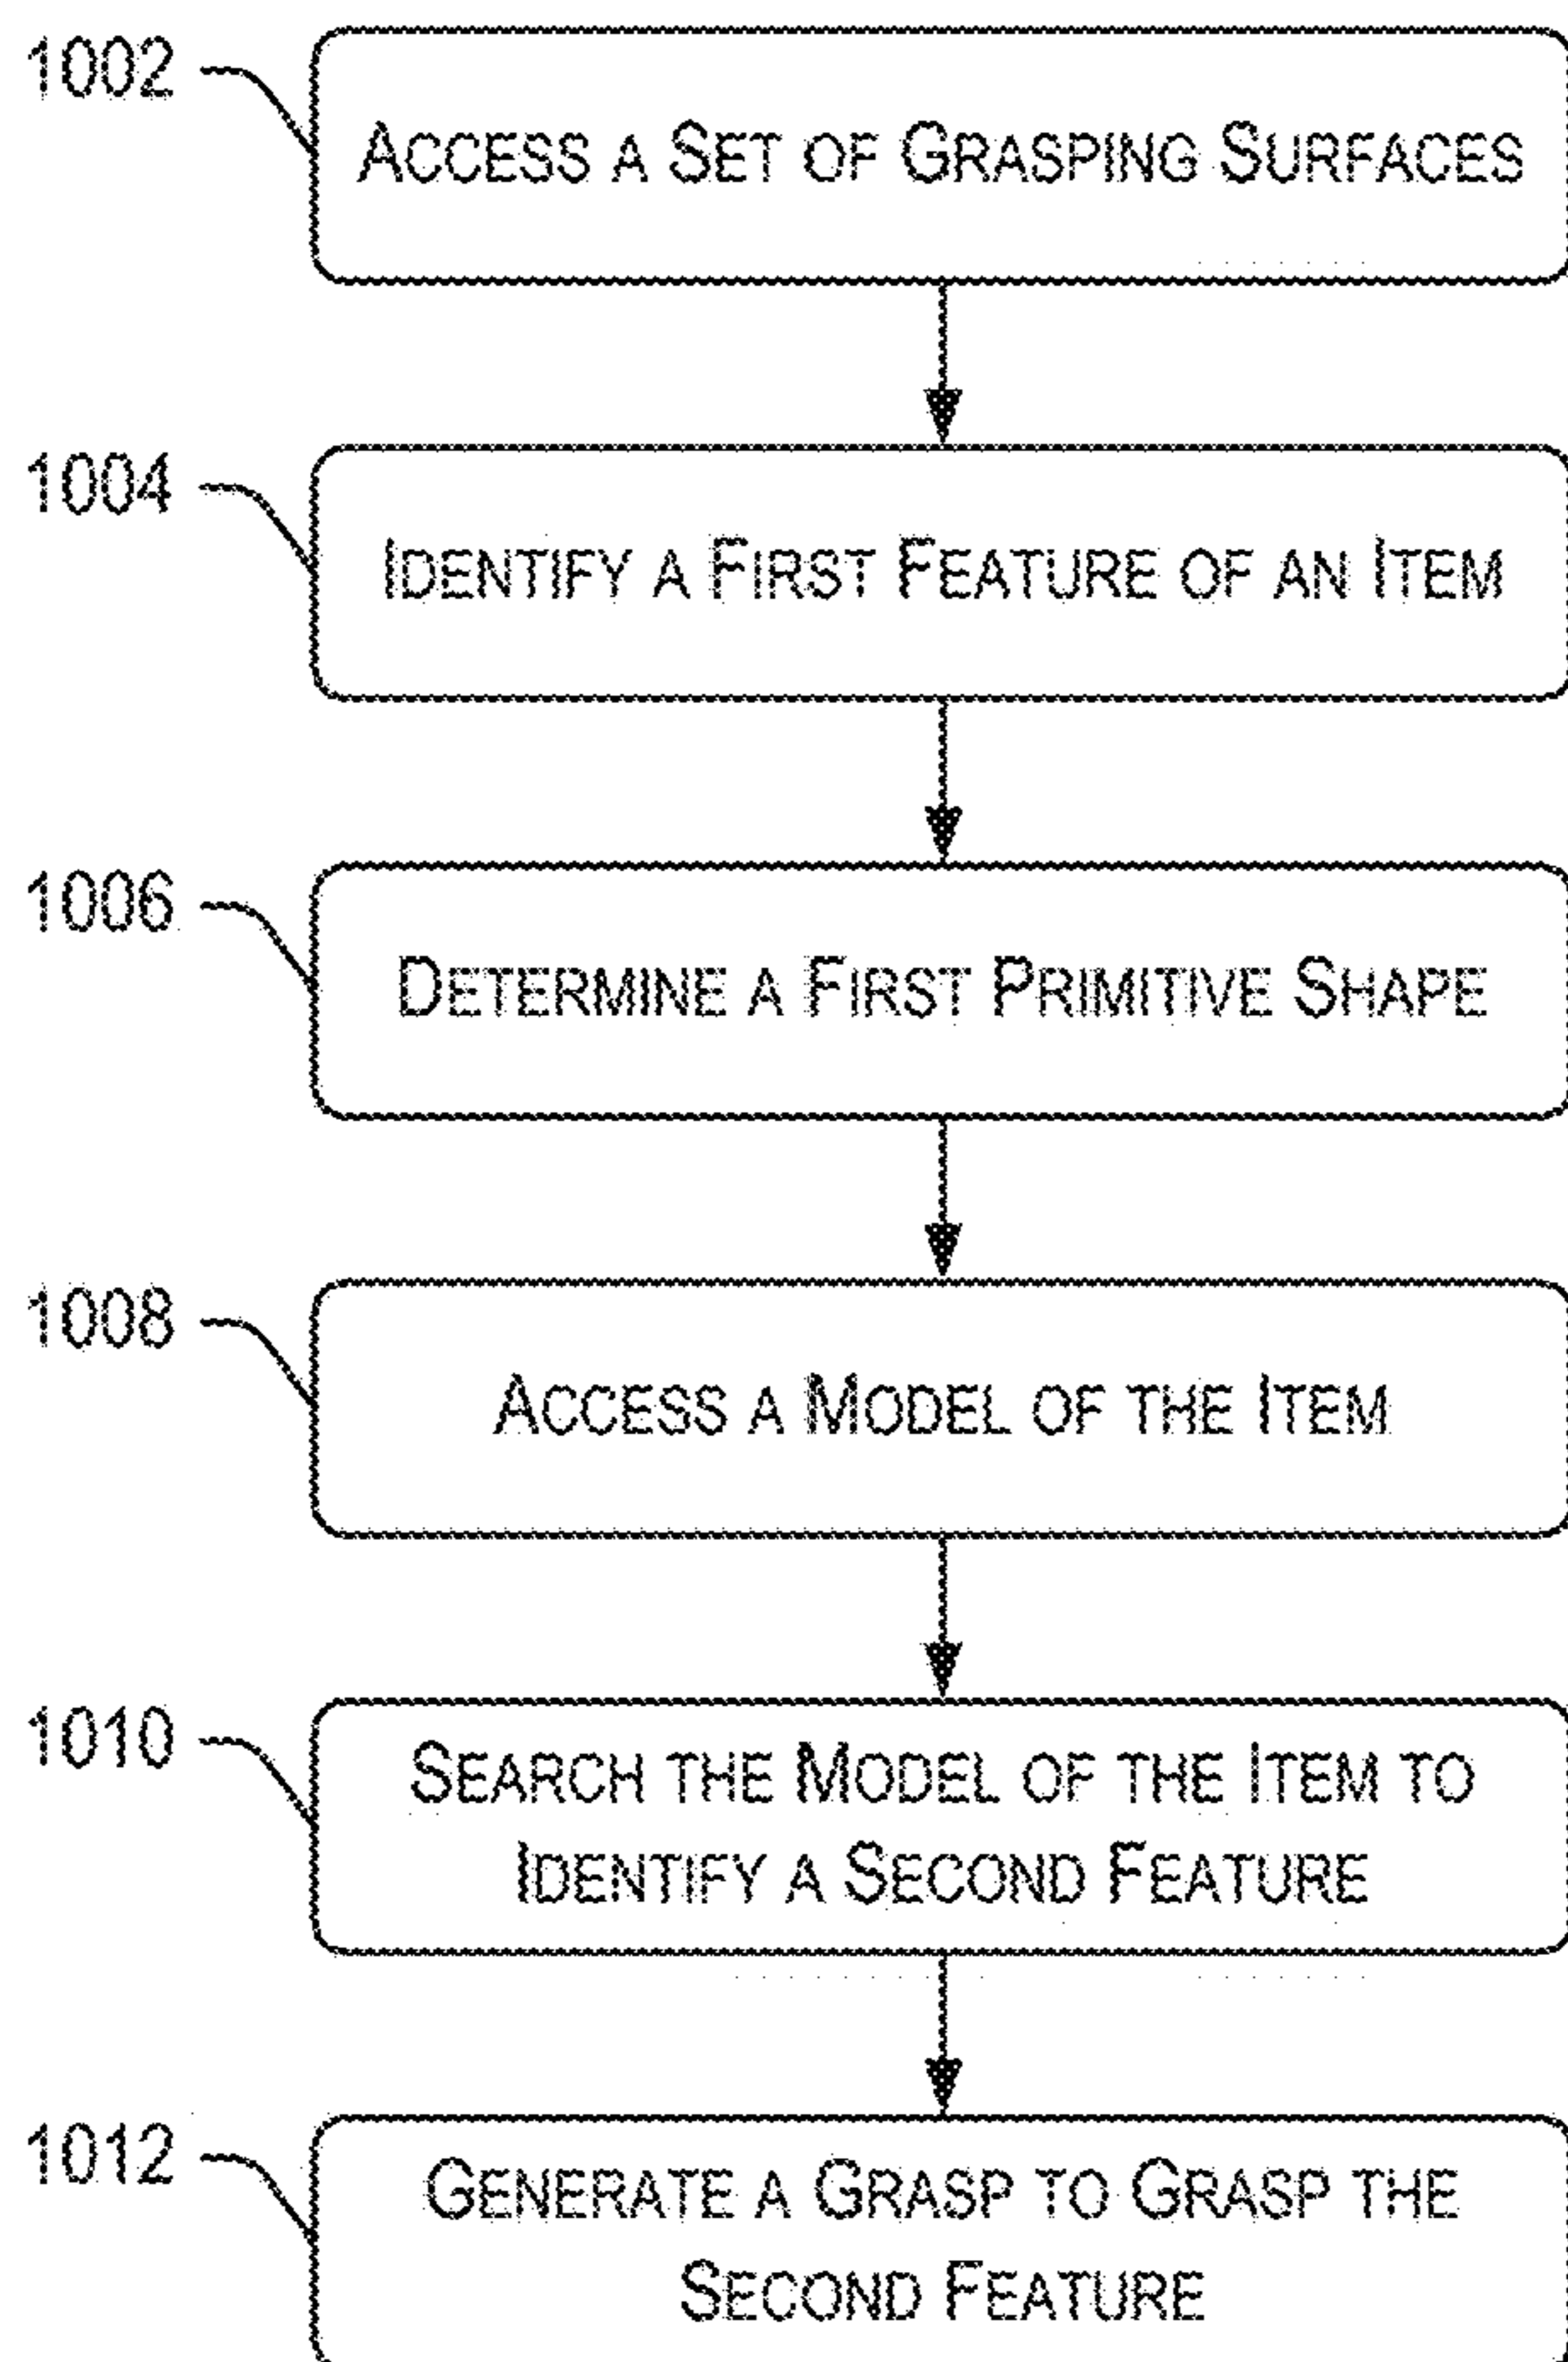 1002
ACCESS A SET OF GRASPING SURFACES
1004
IDENTIFY A FIRST FEATURE OF AN ITEM
1006
DETERMINE A FIRST PRIMITIVE SHAPE
1008
ACCESS A MODEL OF THE ITEM
1010
SEARCH THE MODEL OF THE ITEM TO
IDENTIFY A SECOND FEATURE
1012
GENERATE A GRASP TO GRASP THE
SECOND FEATURE